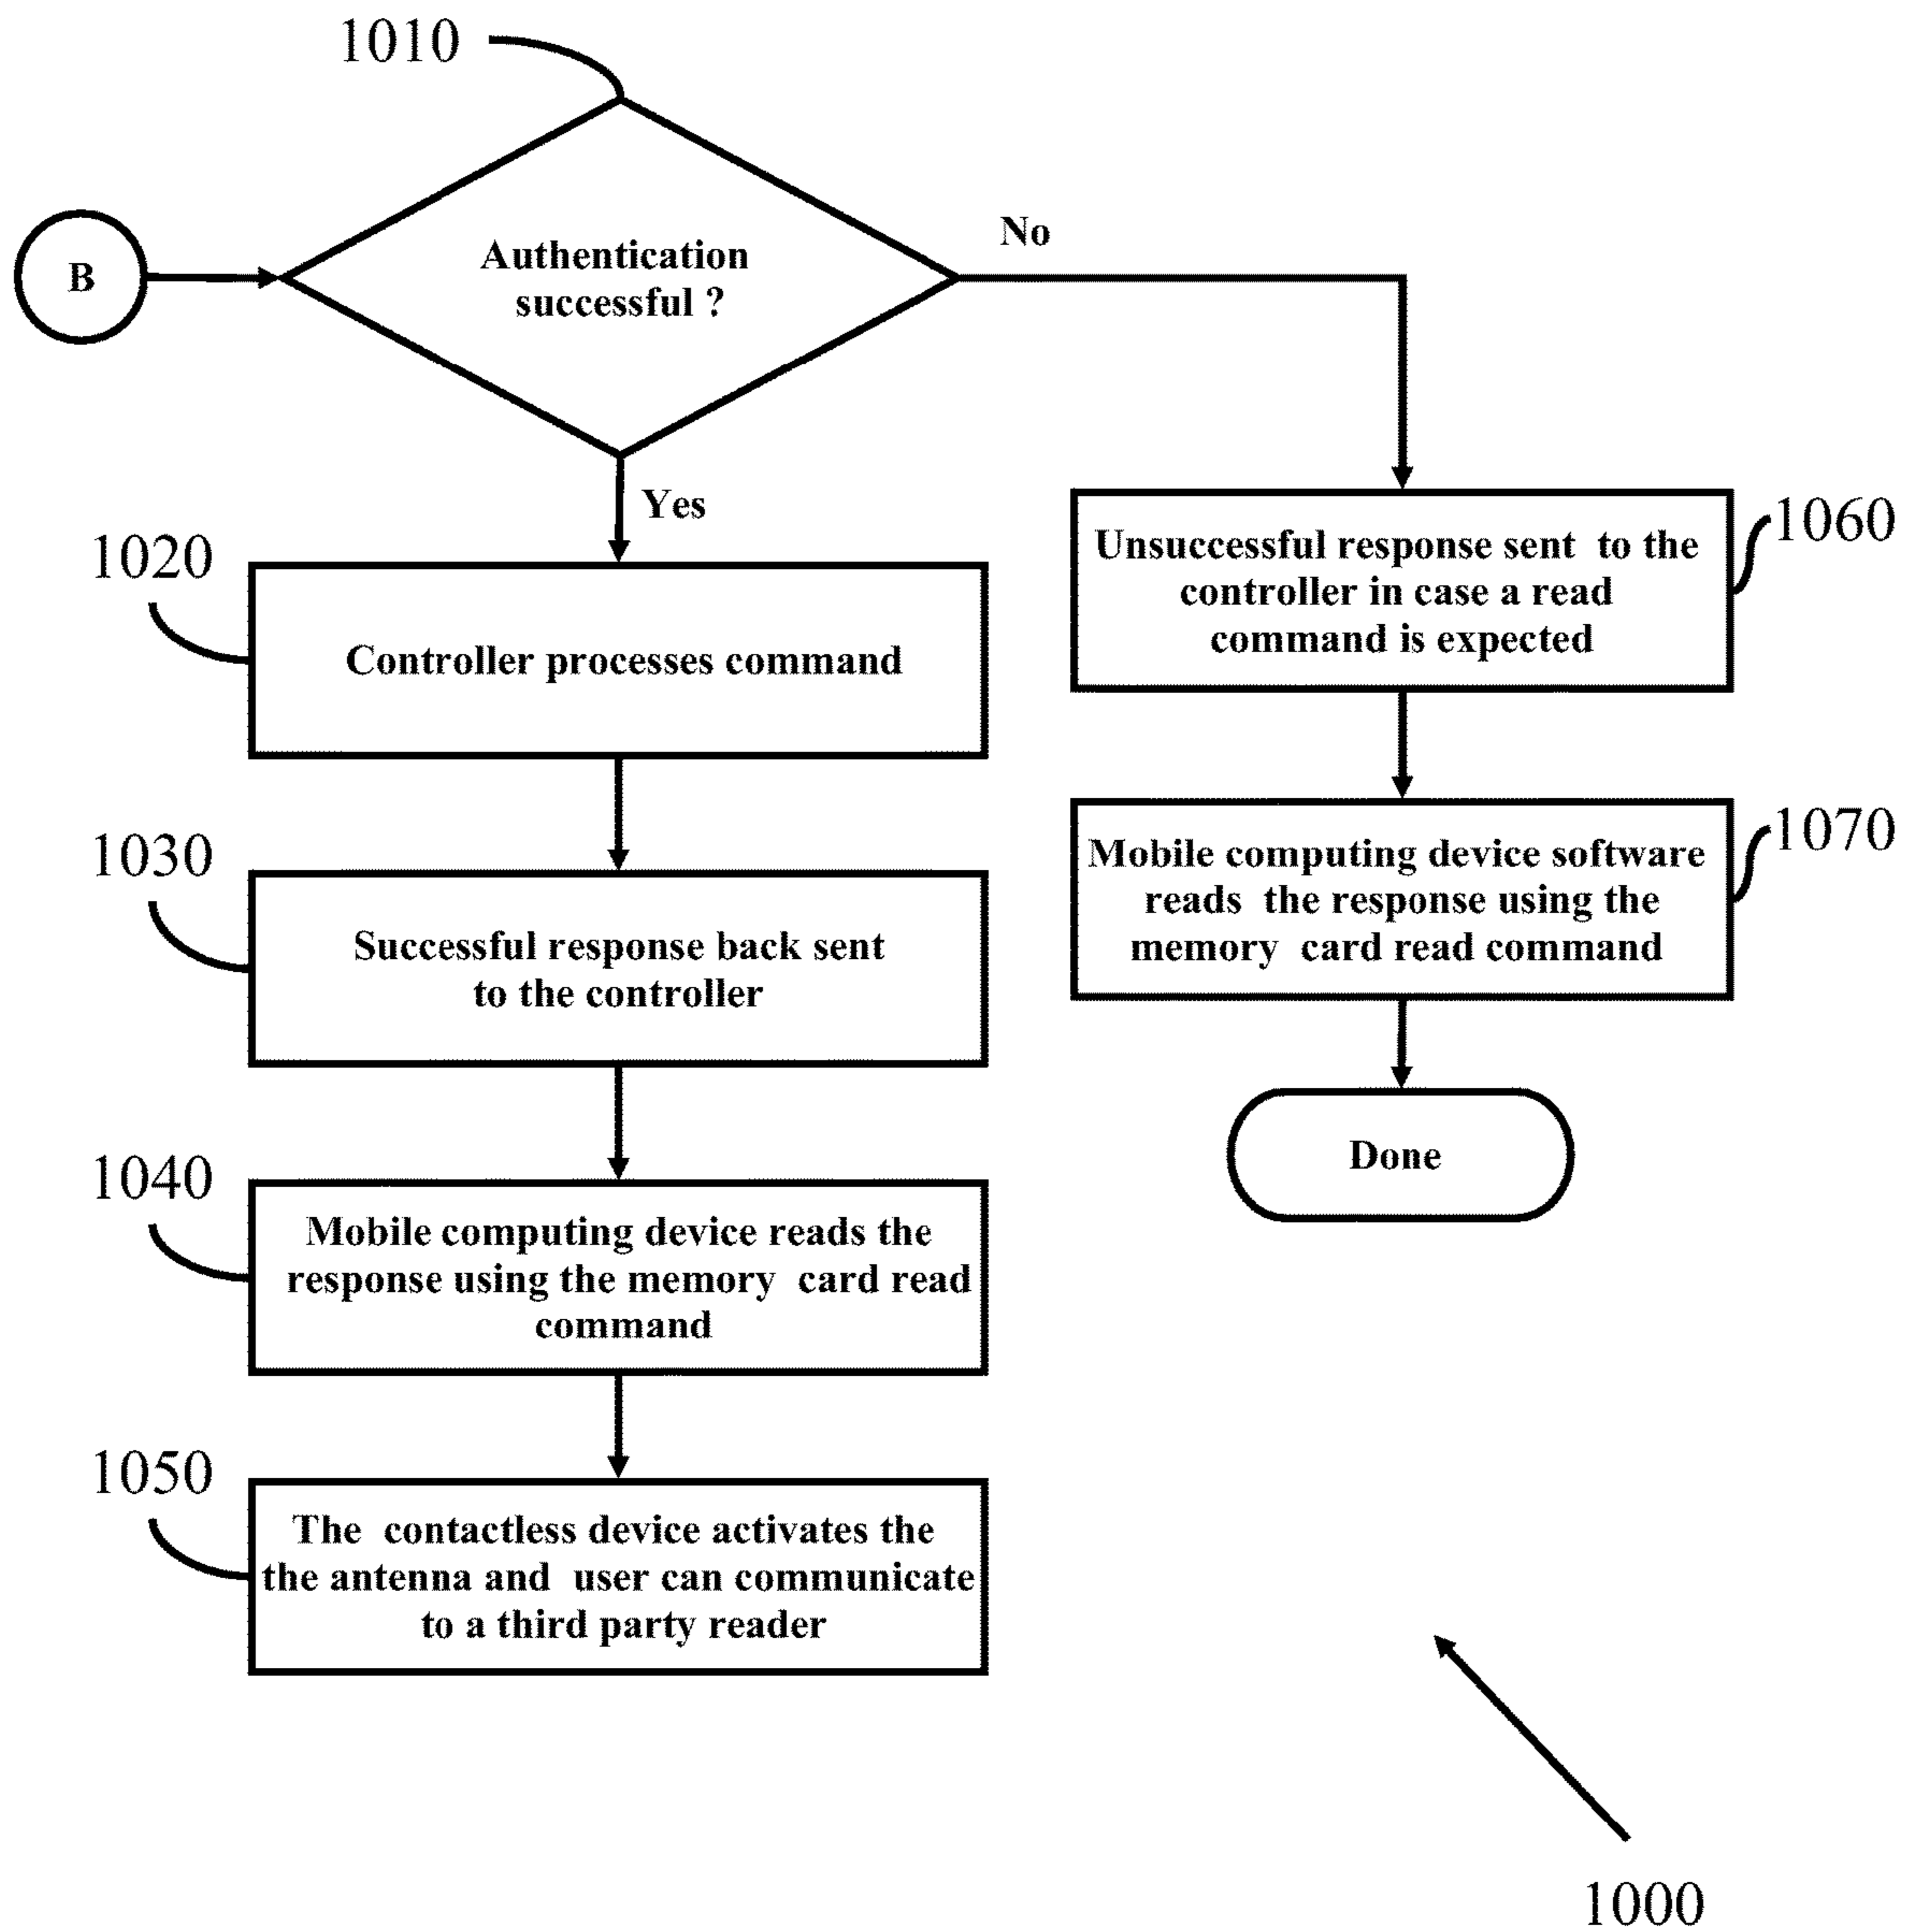 1010
B
Authentication
successful ?
No
Yes
1020
Controller processes command
1030
Successful response back sent
to the controller
1040
Mobile computing device reads the
response using the memory card read
command
1050
The contactless device activates the
the antenna and user can communicate
to a third party reader
1060
Unsuccessful response sent to the
controller in case a read
command is expected
1070
Mobile computing device software
reads the response using the
memory card read command
Done
1000